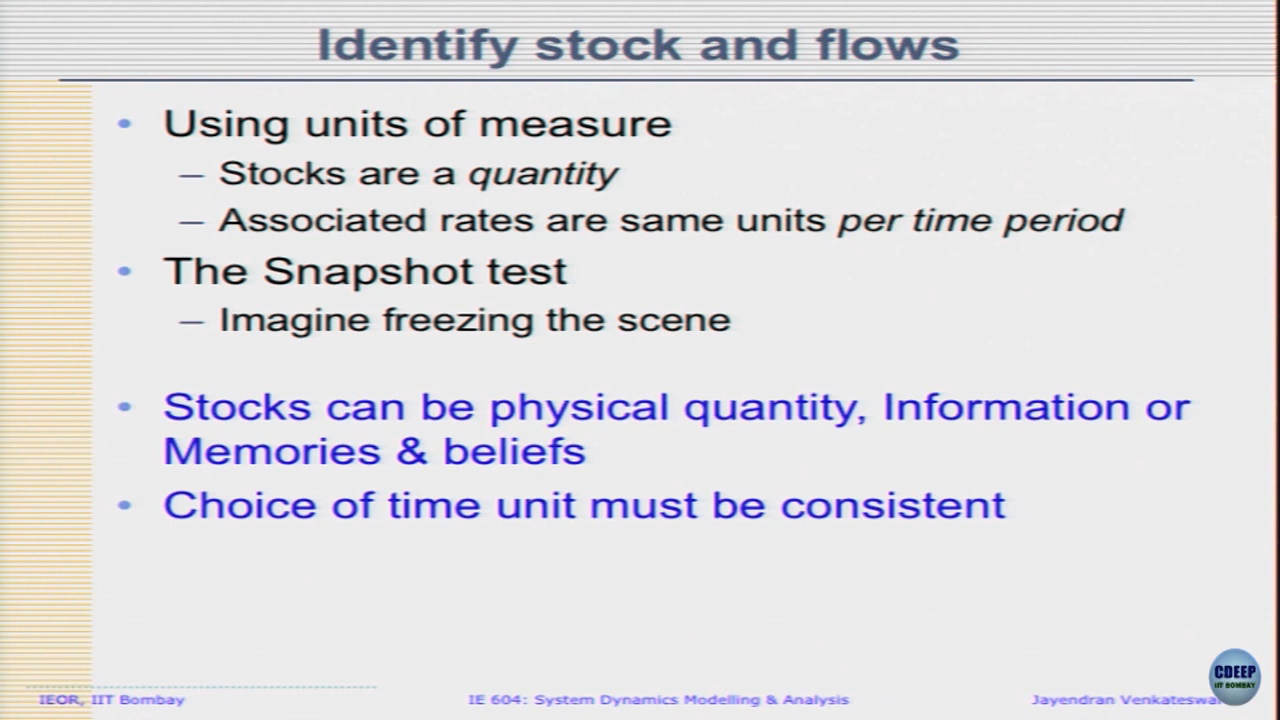 Identify stock and flows
• Using units of measure
– Stocks are a quantity
– Associated rates are same units per time period
• The Snapshot test
– Imagine freezing the scene
• Stocks can be physical quantity, Information or
Memories & beliefs
• Choice of time unit must be consistent
CDEEP
IIT BOMBAY
IEOR, IIT Bombay
IE 604: System Dynamics Modelling & Analysis
Jayendran